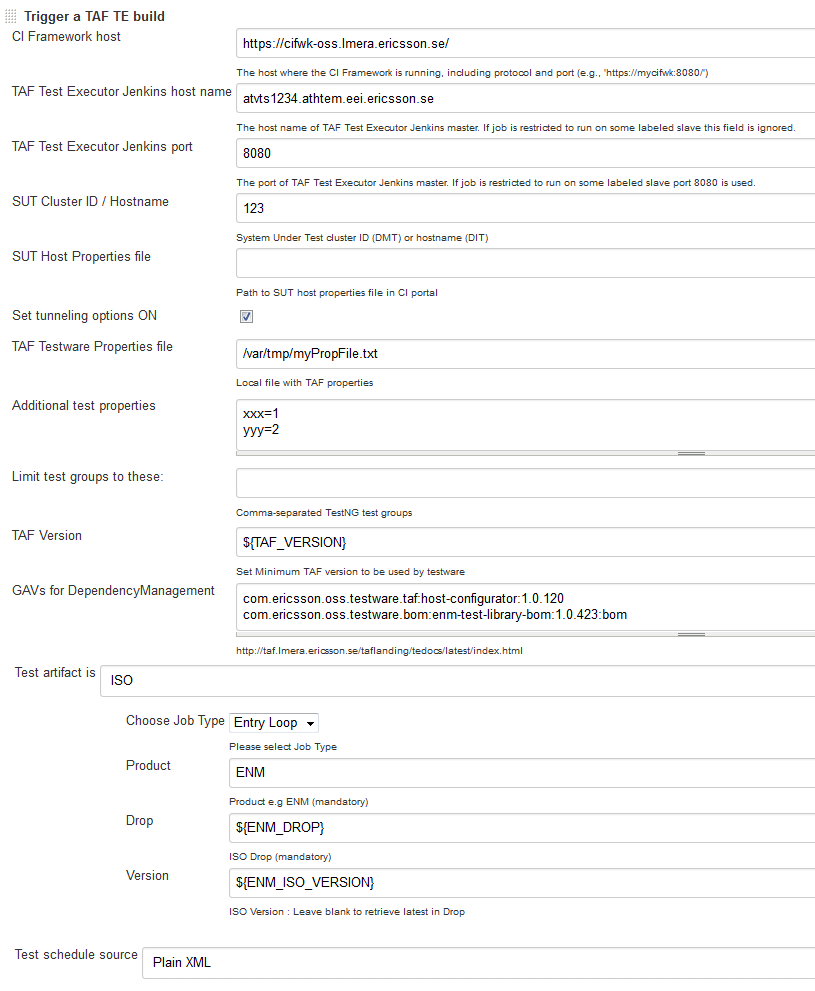 Trigger a TAF TE build
CI Framework host
https://cifwk-oss.lmera.ericsson.se/
The host where the CI Framework is running, including protocol and port (e.g., 'https://mycifwk:8080/')
TAF Test Executor Jenkins host name
atvts1234.athtem.eei.ericsson.se
The host name of TAF Test Executor Jenkins master. If job is restricted to run on some labeled slave this field is ignored.
TAF Test Executor Jenkins port
8080
The port of TAF Test Executor Jenkins master. If job is restricted to run on some labeled slave port 8080 is used.
SUT Cluster ID / Hostname
123
System Under Test cluster ID (DMT) or hostname (DIT)
SUT Host Properties file
Path to SUT host properties file in CI portal
Set tunneling options ON
TAF Testware Properties file
/var/tmp/myPropFile.txt
Local file with TAF properties
Additional test properties
xxx=1
yyy=2
Limit test groups to these:
Comma-separated TestNG test groups
TAF Version
${TAF_VERSION}
Set Minimum TAF version to be used by testware
GAVs for DependencyManagement
com.ericsson.oss.testware.taf:host-configurator:1.0.120
com.ericsson.oss.testware.bom:enm-test-library-bom:1.0.423:bom
http://taf.lmera.ericsson.se/taflanding/tedocs/latest/index.html
Test artifact is
ISO
Choose Job Type
Entry Loop
Please select Job Type
Product
ENM
Product e.g ENM (mandatory)
Drop
${ENM_DROP}
ISO Drop (mandatory)
Version
${ENM_ISO_VERSION}
ISO Version : Leave blank to retrieve latest in Drop
Test schedule source
Plain XML